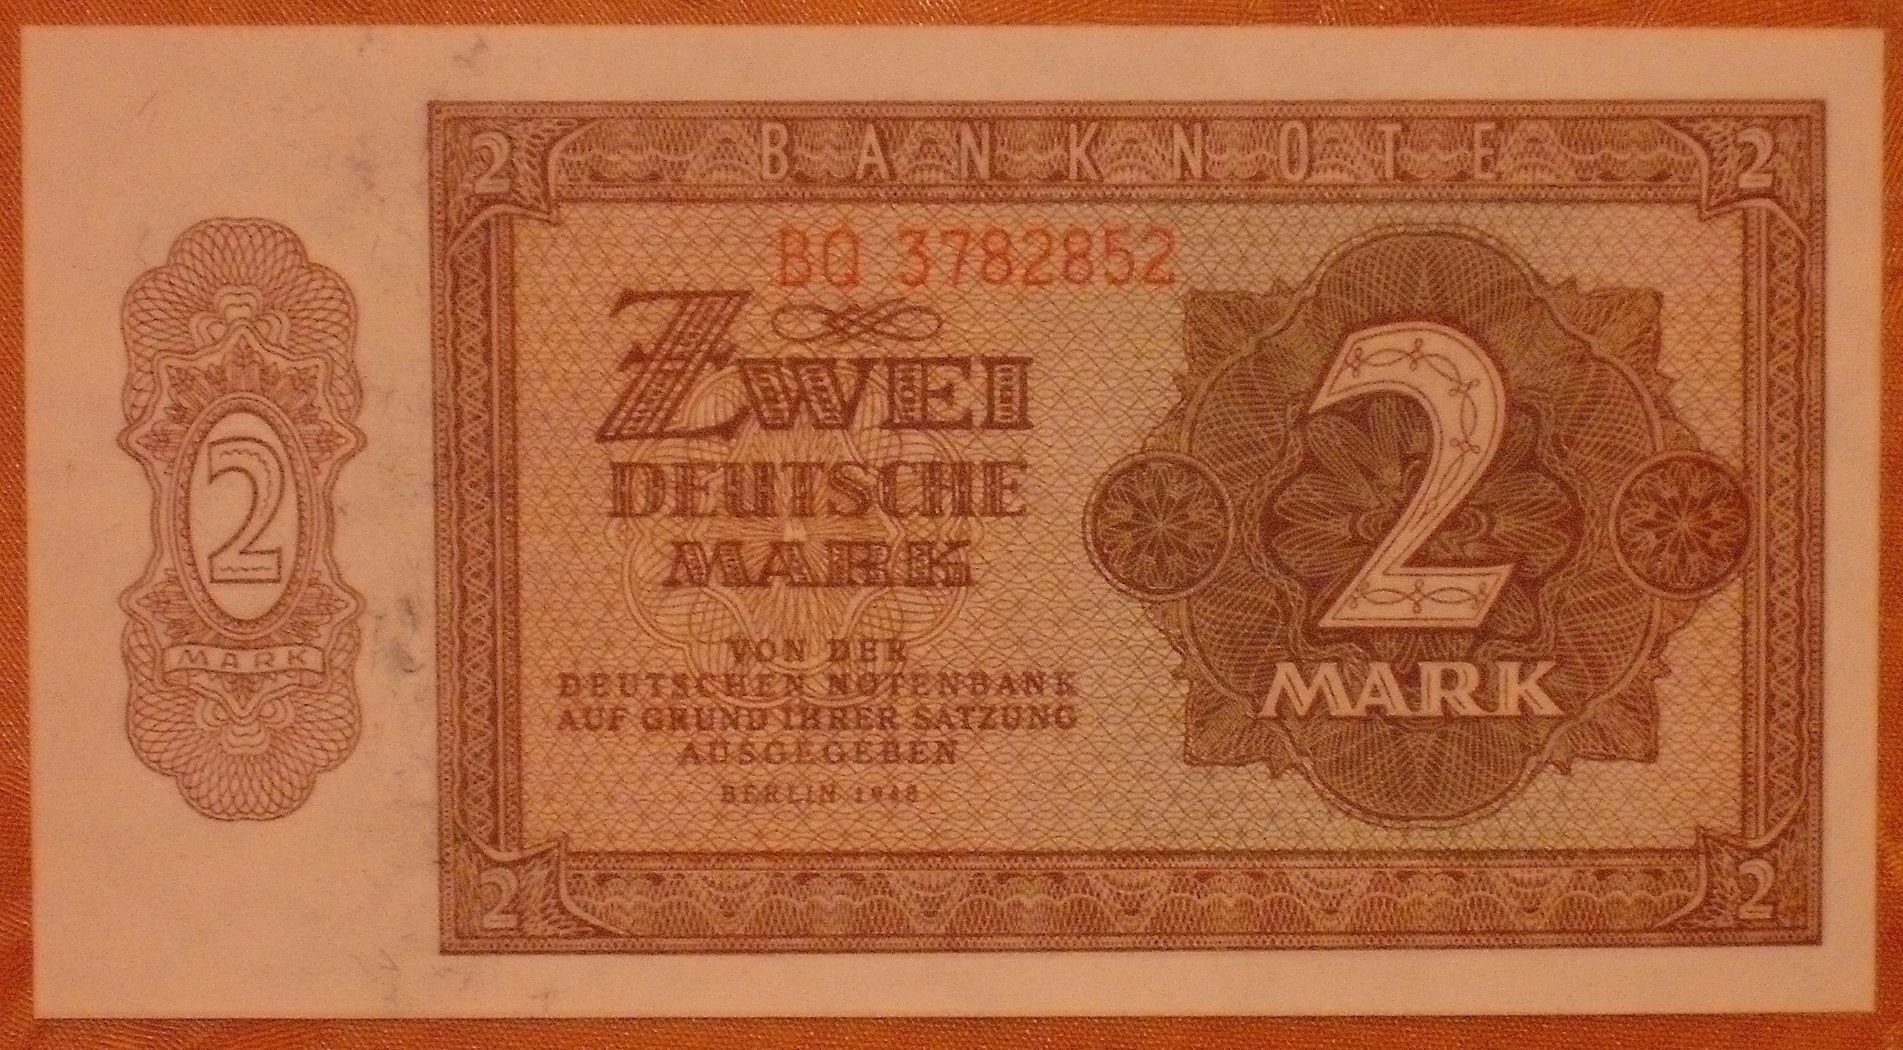 BANKNOTE
2
2
BQ 3782852
ZWEI
DEUTSCHE
MARK
VON DER
DEUTSCHEN NOTENBANK
AUF GRUND IHRER SATZUNG
AUSGEGEBEN
BERLIN 1948
2
MARK
2
MARK
2
2